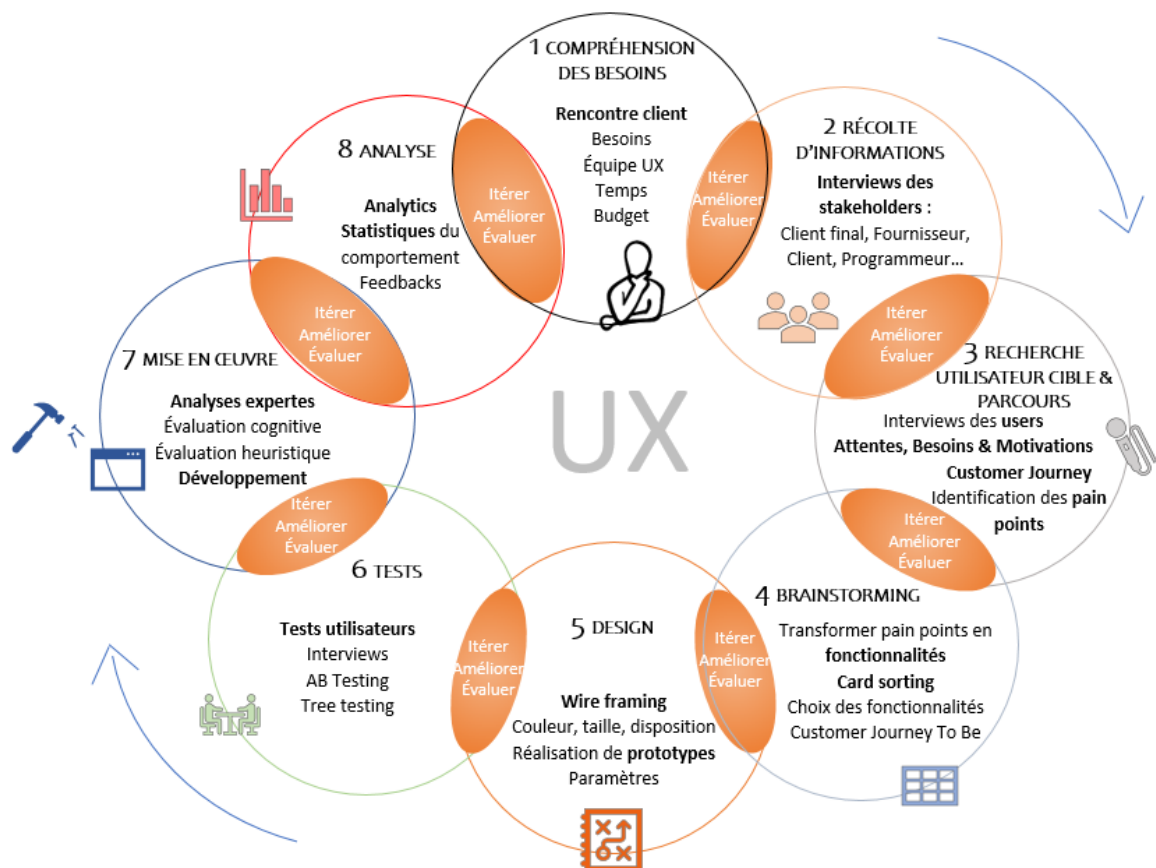 1 COMPRÉHENSION
DES BESOINS
Rencontre client
Besoins
Équipe UX
Temps
Budget
Itérer
Améliorer
Évaluer
2 RÉCOLTE
D'INFORMATIONS
Interviews des
stakeholders :
Client final, Fournisseur,
Client, Programmeur…
Itérer
Améliorer
Évaluer
3 RECHERCHE
UTILISATEUR CIBLE &
PARCOURS
Interviews des users
Attentes, Besoins & Motivations
Customer Journey
Identification des pain
points
Itérer
Améliorer
Évaluer
4 BRAINSTORMING
Transformer pain points en
fonctionnalités
Card sorting
Choix des fonctionnalités
Customer Journey To Be
Itérer
Améliorer
Évaluer
5 DESIGN
Wire framing
Couleur, taille, disposition
Réalisation de prototypes
Paramètres
Itérer
Améliorer
Évaluer
6 TESTS
Tests utilisateurs
Interviews
AB Testing
Tree testing
Itérer
Améliorer
Évaluer
7 MISE EN ŒUVRE
Analyses expertes
Évaluation cognitive
Évaluation heuristique
Développement
Itérer
Améliorer
Évaluer
8 ANALYSE
Analytics
Statistiques du
comportement
Feedbacks
Itérer
Améliorer
Évaluer
UX